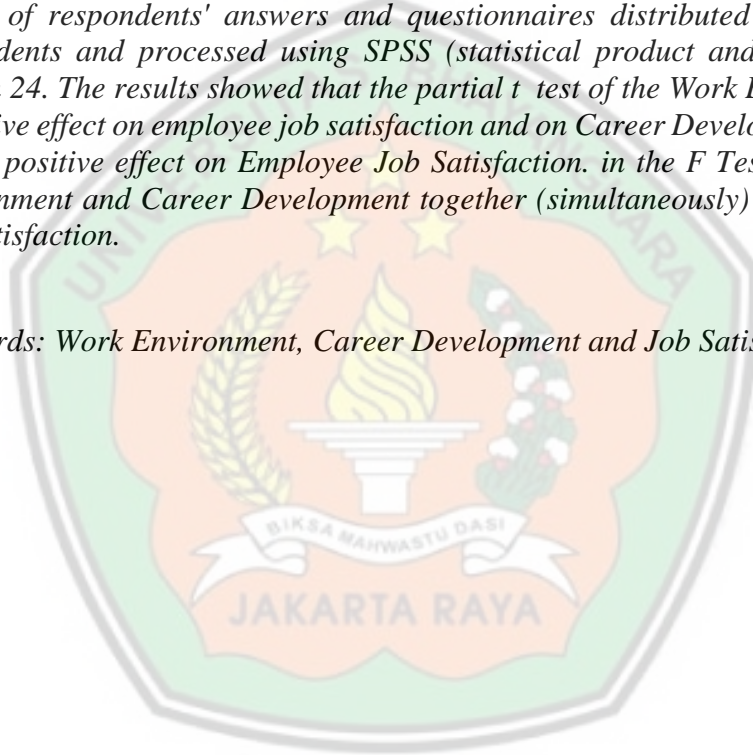 of respondents' answers and questionnaires distributed
dents and processed using SPSS (statistical product and
24. The results showed that the partial t test of the Work
ive effect on employee job satisfaction and on Career Develo
positive effect on Employee Job Satisfaction. in the F Tes
nment and Career Development together (simultaneously)
tisfaction.
rds: Work Environment, Career Development and Job Satis
BIKSA MAHWASTU DASI
JAKARTA RAYA